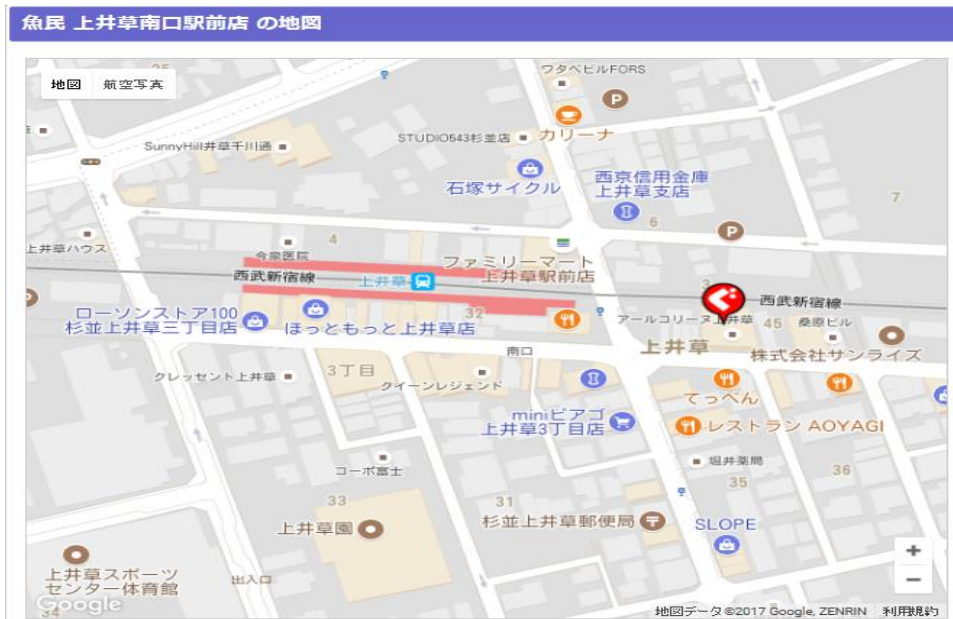 魚民 上井草南口駅前店 の地図
地図
航空写真
35
ワタベビルFORS
P
カリーナ
STUDIO643杉並店
SunnyHill井草千川通
石塚サイクル
西京信用金庫
上井草支店
7
6
P
上井草ハウス
4
今泉医院
ファミリーマート
上井草駅前店
西武新宿線
上井草
3
西武新宿線
ローソンストア100
杉並上井草三丁目店
ほっともっと上井草店
32
アールコリーヌ上井草
45
桑原ビル
上井草
株式会社サンライズ
南口
3丁目
クレッセント上井草
クイーンレジェンド
てっぺん
miniピアゴ
上井草3丁目店
レストラン AOYAGI
堀井薬局
コーポ富士
35
36
33
31
上井草園
杉並上井草郵便局
SLOPE
上井草スポーツ
センター体育館
出入口
34
Google
+
−
地図データ ©2017 Google, ZENRIN
利用規約